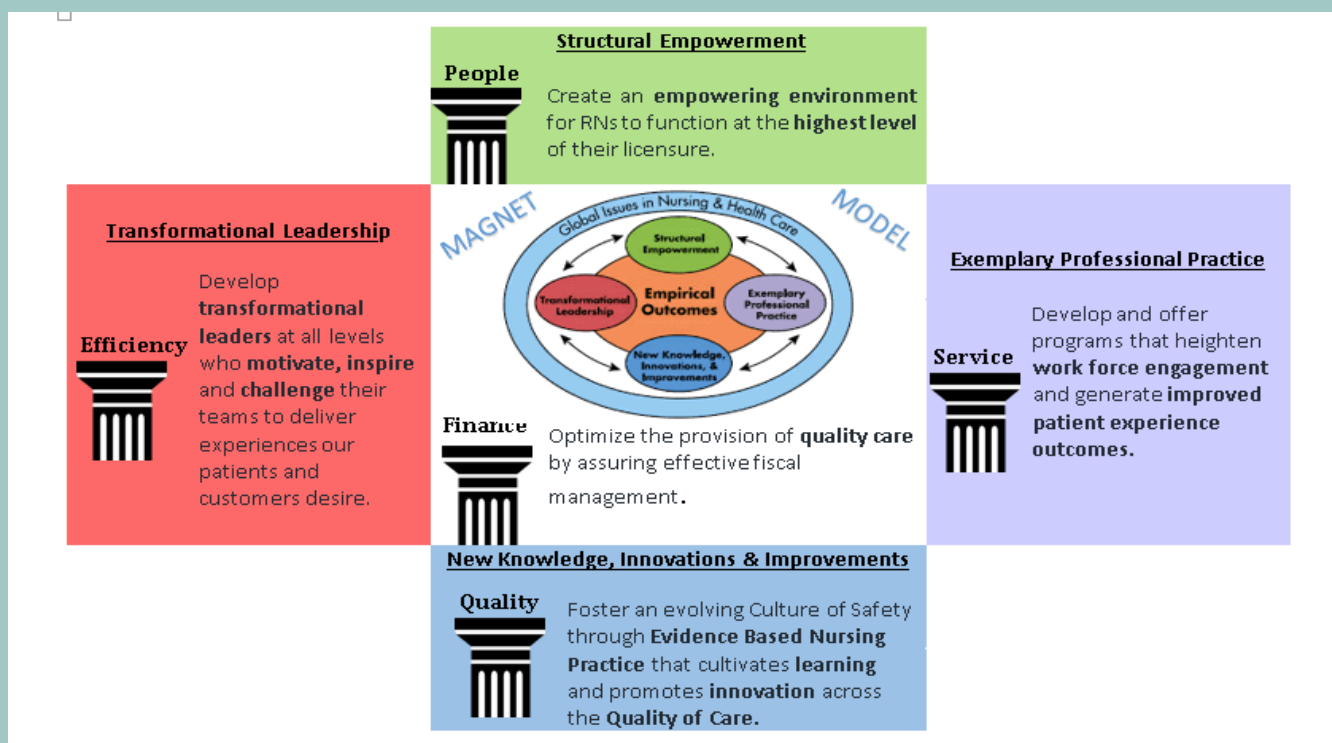 Structural Empowerment
People
Create an empowering environment
for RNs to function at the highest level
of their licensure.
Transformational Leadership
Efficiency
Develop
transformational
leaders at all levels
who motivate, inspire
and challenge their
teams to deliver
experiences our
patients and
customers desire.
MAGNET
MODEL
Global Issues in Nursing & Health Care
Structural
Empowerment
Transformational
Leadership
Empirical
Outcomes
Exemplary
Professional
Practice
New Knowledge,
Innovations, &
Improvements
Finance
Optimize the provision of quality care
by assuring effective fiscal
management.
Exemplary Professional Practice
Service
Develop and offer
programs that heighten
work force engagement
and generate improved
patient experience
outcomes.
New Knowledge, Innovations & Improvements
Quality
Foster an evolving Culture of Safety
through Evidence Based Nursing
Practice that cultivates learning
and promotes innovation across
the Quality of Care.